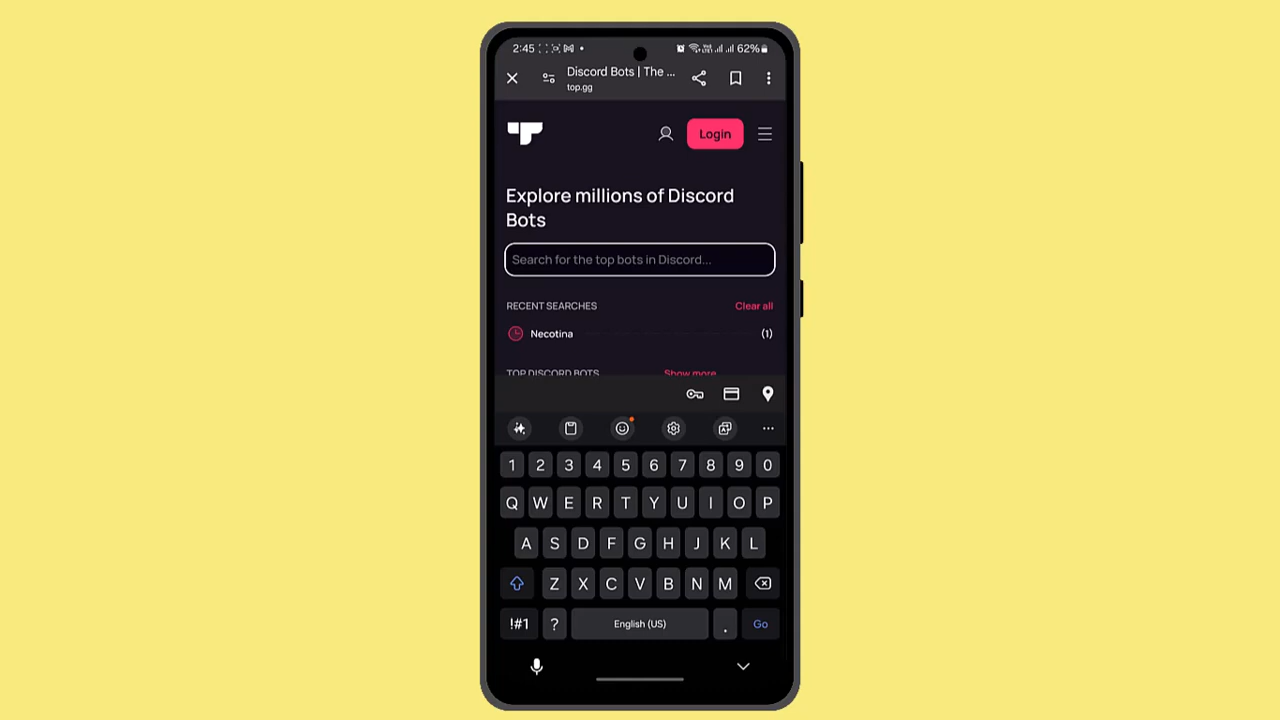 2:45 62%
Discord Bots | The ...
top.gg
Login
Explore millions of Discord
Bots
Search for the top bots in Discord...
RECENT SEARCHES Clear all
Necotina (1)
TOP DISCORD BOTS Show more
1 2 3 4 5 6 7 8 9 0
Q W E R T Y U I O P
A S D F G H J K L
Z X C V B N M
!#1 ? English (US) . Go